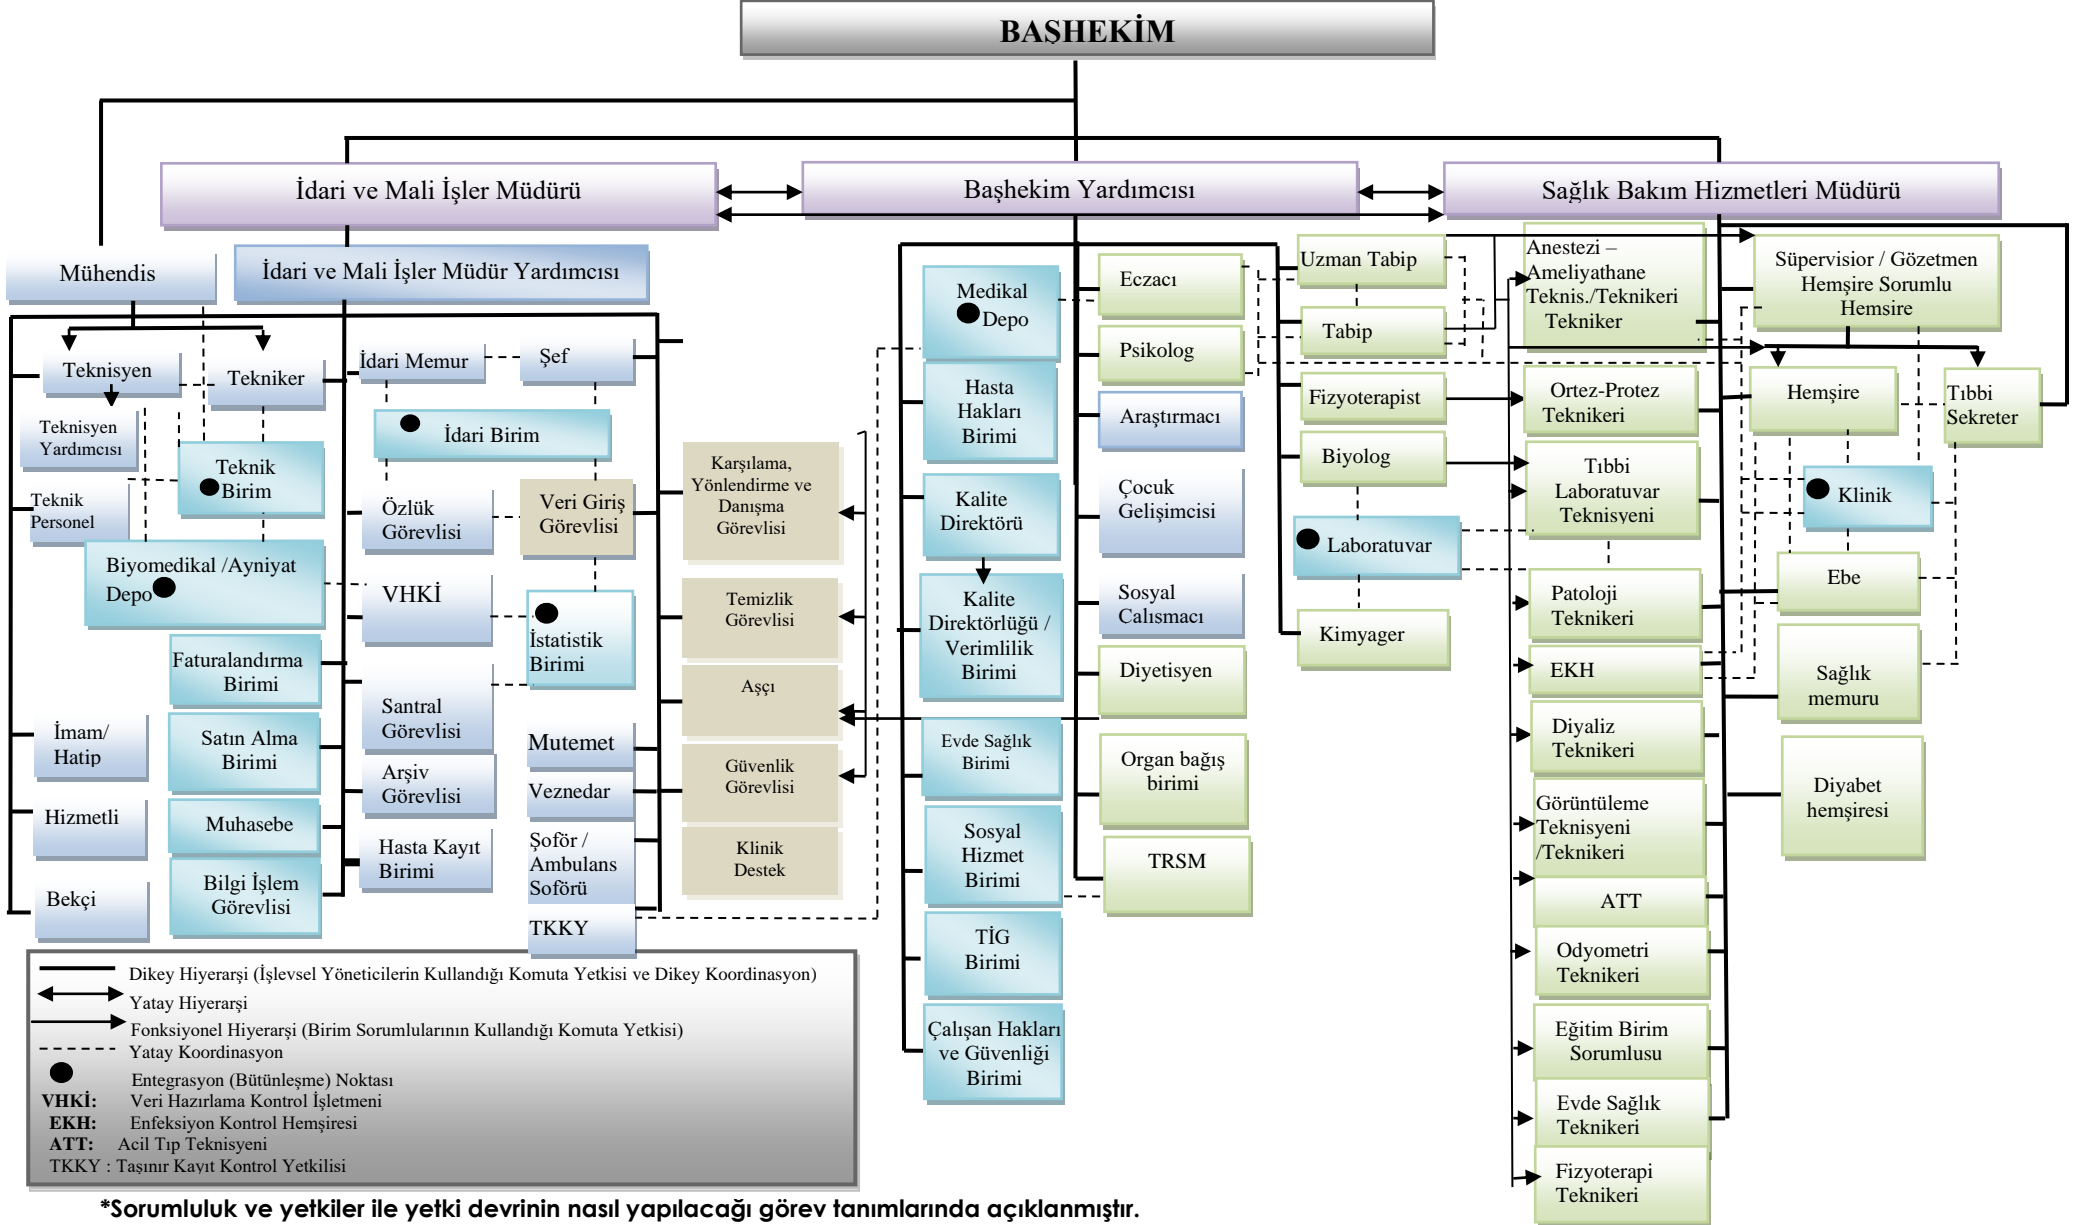 BAŞHEKİM
İdari ve Mali İşler Müdürü
Başhekim Yardımcısı
Sağlık Bakım Hizmetleri Müdürü
Mühendis
İdari ve Mali İşler Müdür Yardımcısı
Teknisyen
Tekniker
Teknisyen
Yardımcısı
Teknik
Birim
Teknik
Personel
Biyomedikal /Ayniyat
Depo
Faturalandırma
Birimi
Satın Alma
Birimi
Muhasebe
Bilgi İşlem
Görevlisi
İmam/
Hatip
Hizmetli
Bekçi
İdari Memur
Şef
İdari Birim
Özlük
Görevlisi
Veri Giriş
Görevlisi
VHKİ
İstatistik
Birimi
Santral
Görevlisi
Arşiv
Görevlisi
Hasta Kayıt
Birimi
Mutemet
Veznedar
Şoför /
Ambulans
Soförü
TKKY
Karşılama,
Yönlendirme ve
Danışma
Görevlisi
Temizlik
Görevlisi
Aşçı
Güvenlik
Görevlisi
Klinik
Destek
Medikal
Depo
Hasta
Hakları
Birimi
Kalite
Direktörü
Kalite
Direktörlüğü /
Verimlilik
Birimi
Evde Sağlık
Birimi
Sosyal
Hizmet
Birimi
TİG
Birimi
Çalışan Hakları
ve Güvenliği
Birimi
Eczacı
Psikolog
Araştırmacı
Çocuk
Gelişimcisi
Sosyal
Calısmacı
Diyetisyen
Organ bağış
birimi
TRSM
Uzman Tabip
Tabip
Fizyoterapist
Biyolog
Laboratuvar
Kimyager
Anestezi –
Ameliyathane
Teknis./Teknikeri
Tekniker
Ortez-Protez
Teknikeri
Tıbbi
Laboratuvar
Teknisyeni
Patoloji
Teknikeri
EKH
Diyaliz
Teknikeri
Görüntüleme
Teknisyeni
/Teknikeri
ATT
Odyometri
Teknikeri
Eğitim Birim
Sorumlusu
Evde Sağlık
Teknikeri
Fizyoterapi
Teknikeri
Süpervisior / Gözetmen
Hemşire Sorumlu
Hemsire
Hemşire
Tıbbi
Sekreter
Klinik
Ebe
Sağlık
memuru
Diyabet
hemşiresi
Dikey Hiyerarşi (İşlevsel Yöneticilerin Kullandığı Komuta Yetkisi ve Dikey Koordinasyon)
Yatay Hiyerarşi
Fonksiyonel Hiyerarşi (Birim Sorumlularının Kullandığı Komuta Yetkisi)
Yatay Koordinasyon
Entegrasyon (Bütünleşme) Noktası
VHKİ: Veri Hazırlama Kontrol İşletmeni
EKH: Enfeksiyon Kontrol Hemşiresi
ATT: Acil Tıp Teknisyeni
TKKY : Taşınır Kayıt Kontrol Yetkilisi
*Sorumluluk ve yetkiler ile yetki devrinin nasıl yapılacağı görev tanımlarında açıklanmıştır.